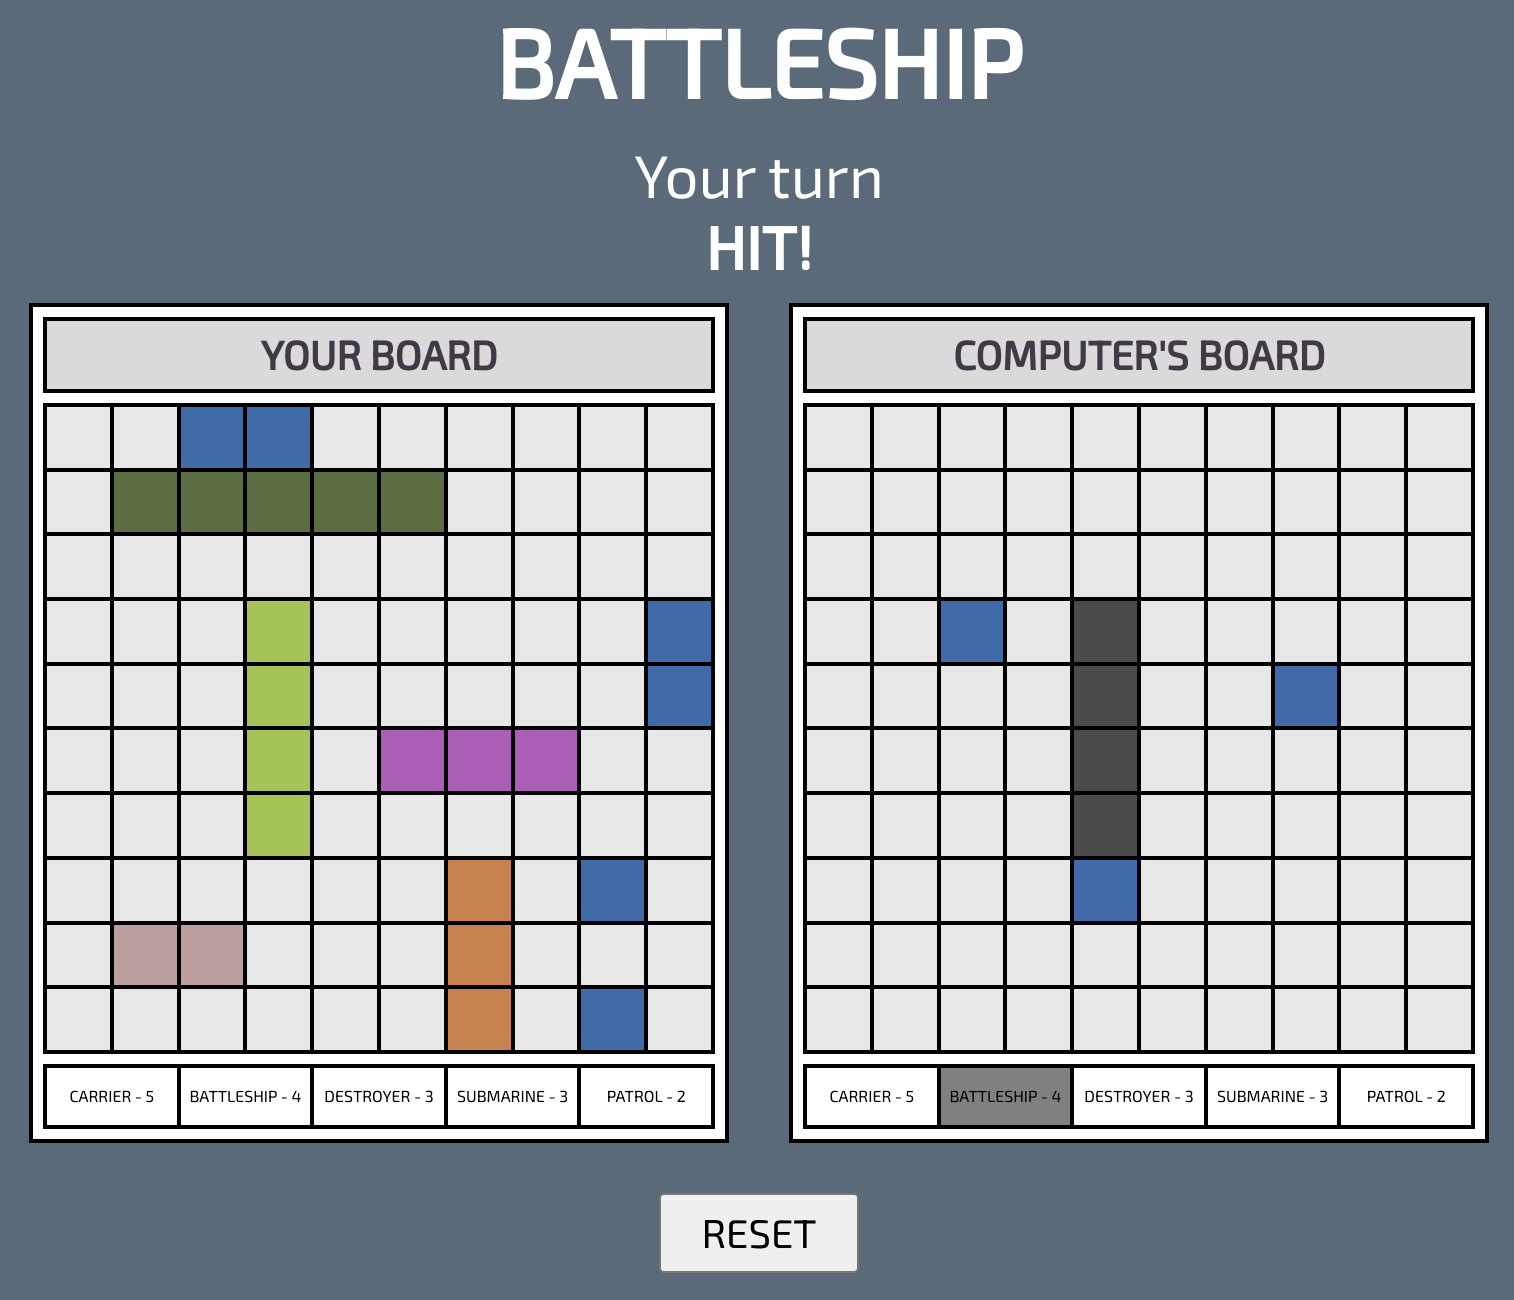 BATTLESHIP
Your turn
HIT!
YOUR BOARD
COMPUTER'S BOARD
CARRIER - 5 BATTLESHIP - 4 DESTROYER - 3 SUBMARINE - 3 PATROL - 2
CARRIER - 5 BATTLESHIP - 4 DESTROYER - 3 SUBMARINE - 3 PATROL - 2
RESET